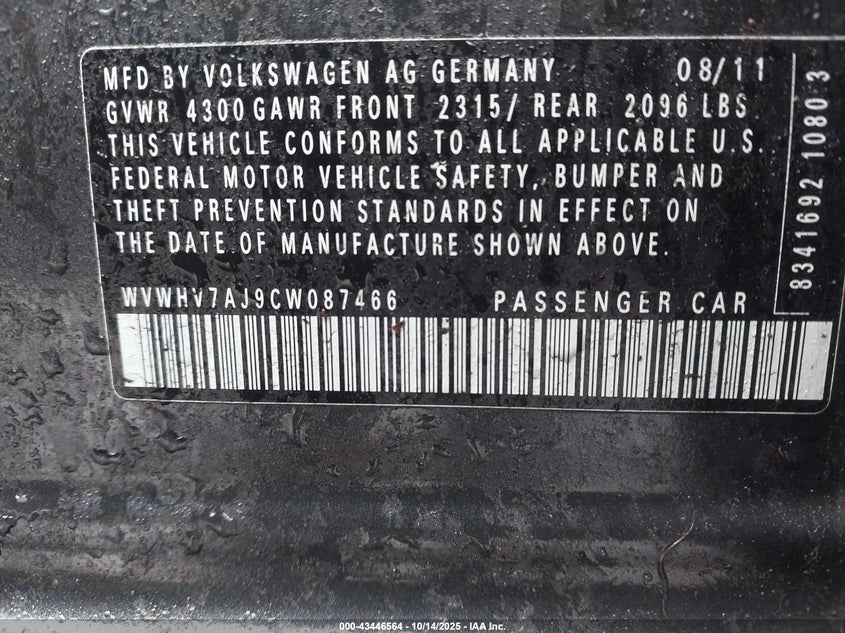 MFD BY VOLKSWAGEN AG GERMANY 08/11
GVWR 4300 GAWR FRONT 2315/ REAR 2096 LBS
THIS VEHICLE CONFORMS TO ALL APPLICABLE U.S.
FEDERAL MOTOR VEHICLE SAFETY, BUMPER AND
THEFT PREVENTION STANDARDS IN EFFECT ON
THE DATE OF MANUFACTURE SHOWN ABOVE.
WVWHV7AJ9CW087466 PASSENGER CAR
8341692 1080 3
000-43446564 | 10/14/2025 - IAA Inc.